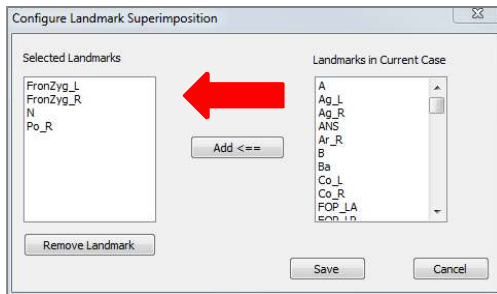 Configure Landmark Superimposition
Selected Landmarks
FronZyg_L
FronZyg_R
N
Po_R
Remove Landmark
Add <==
Landmarks in Current Case
A
Ag_L
Ag_R
ANS
Ar_R
B
Ba
Co_L
Co_R
FOP_LA
Save
Cancel